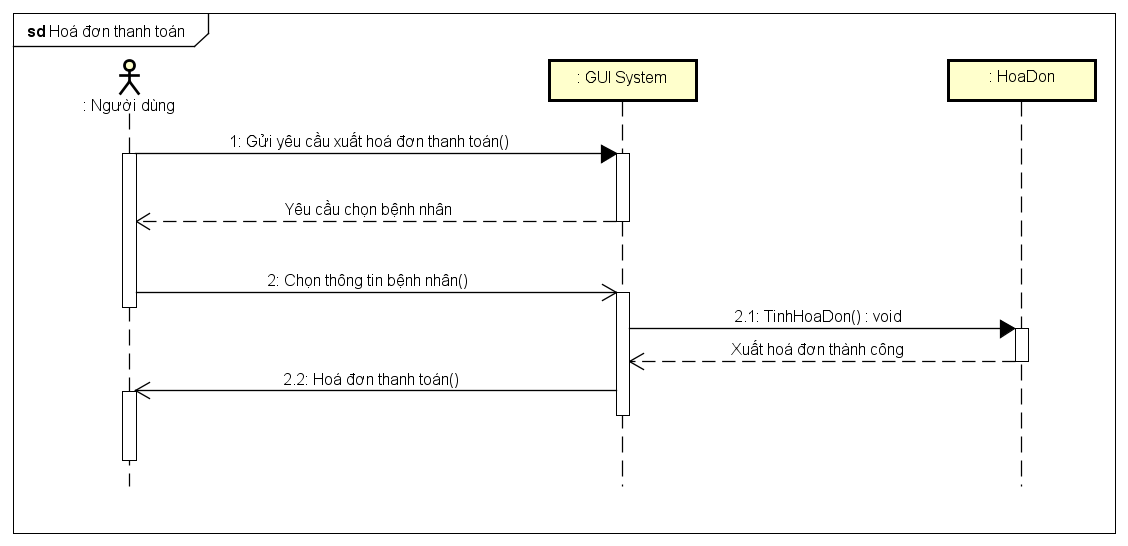 sd Hoá đơn thanh toán
: Người dùng
: GUI System
: HoaDon
1: Gửi yêu cầu xuất hoá đơn thanh toán()
Yêu cầu chọn bệnh nhân
2: Chọn thông tin bệnh nhân()
2.1: TinhHoaDon() : void
Xuất hoá đơn thành công
2.2: Hoá đơn thanh toán()